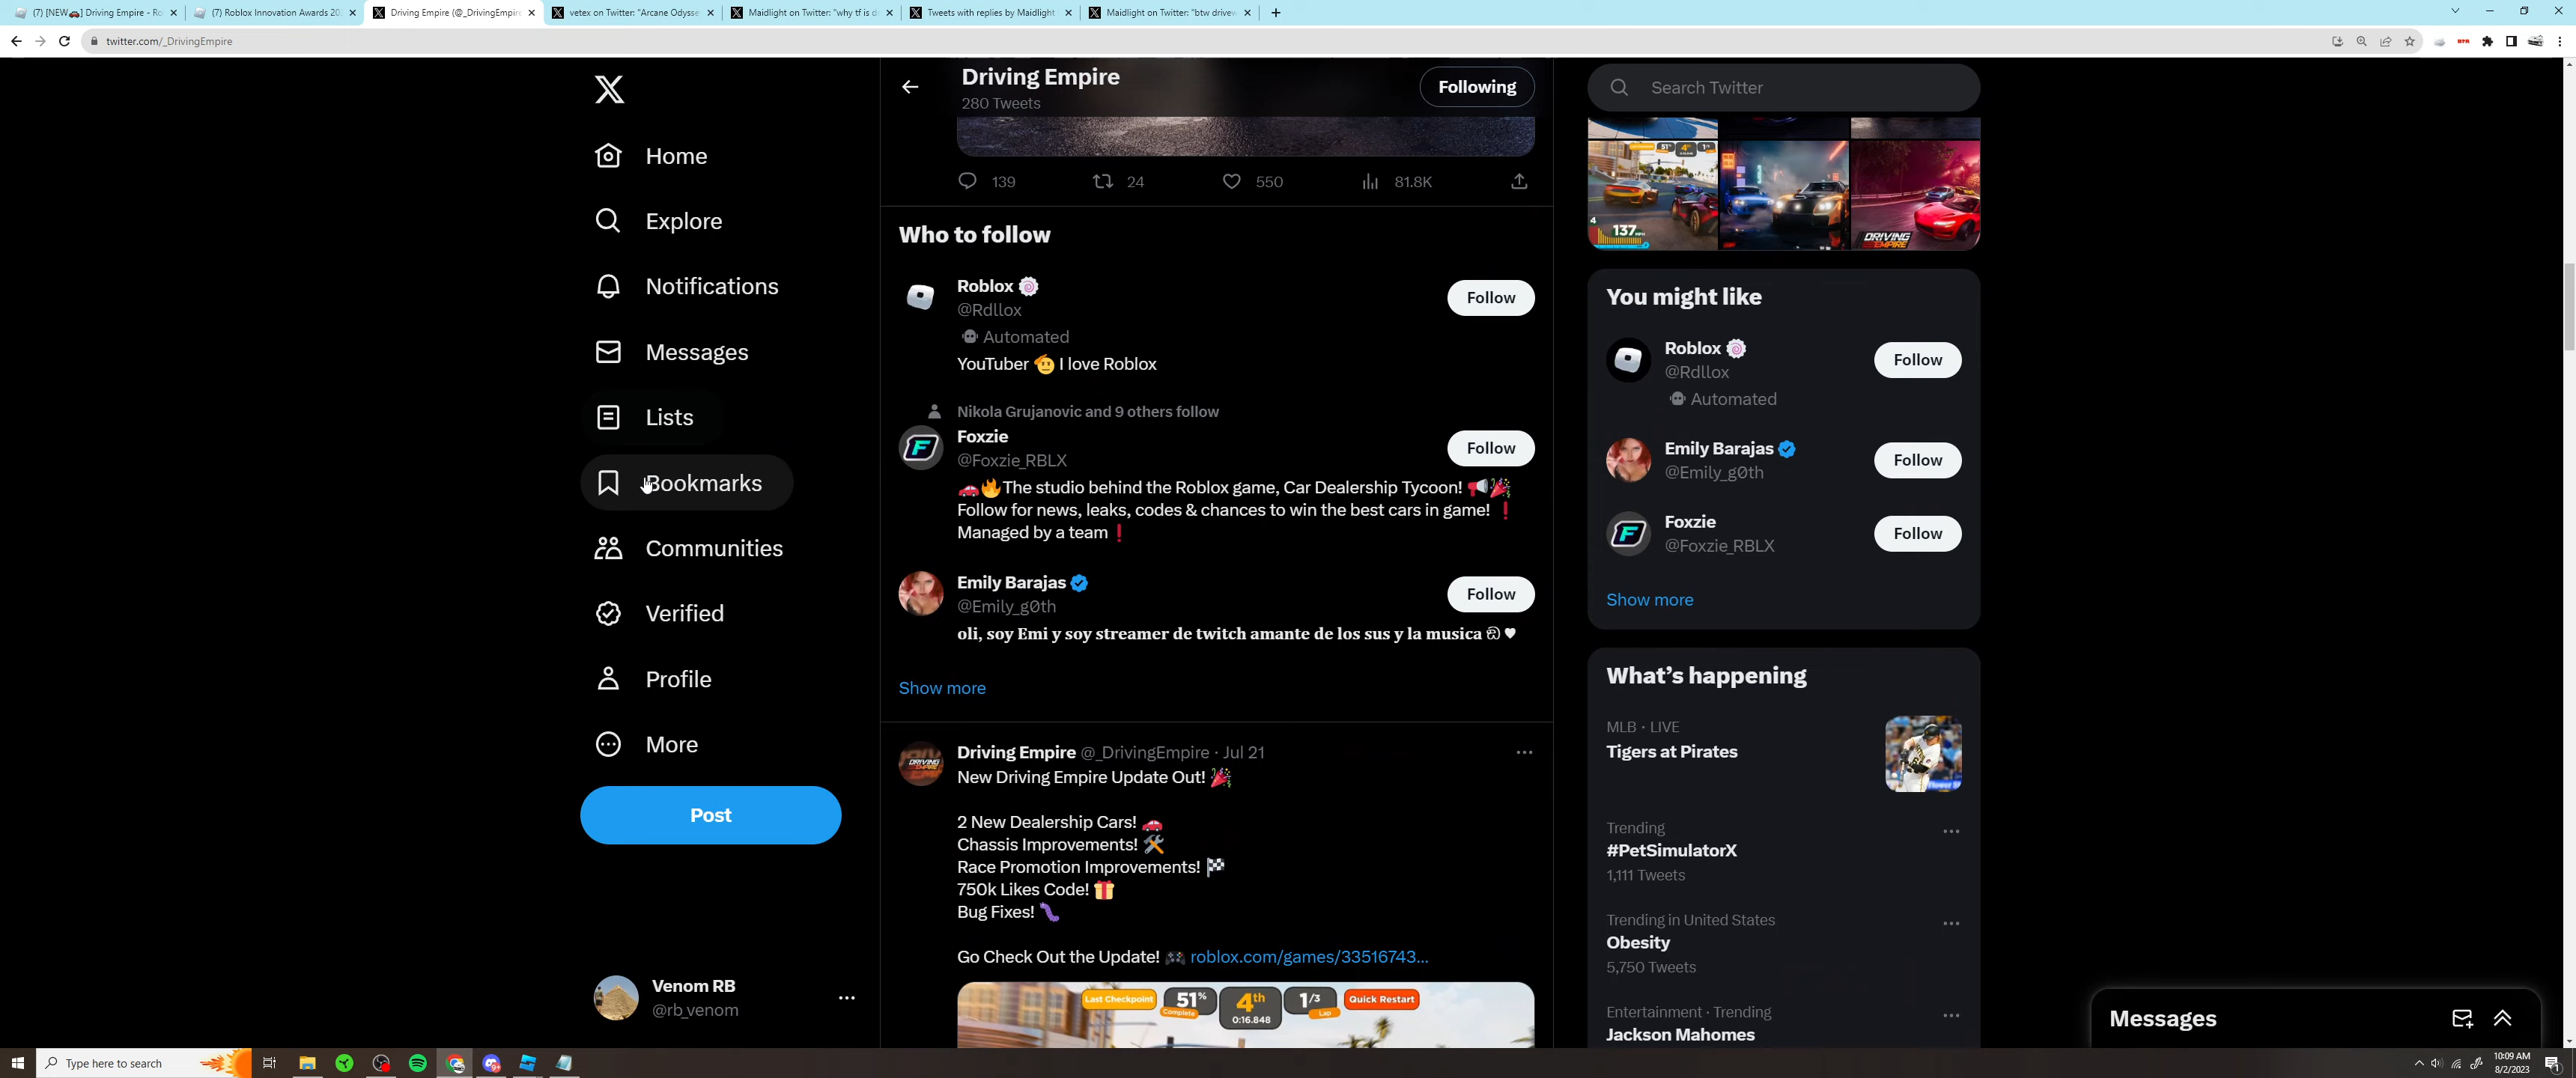 (7) [NEW🚗] Driving Empire - Ro
(7) Roblox Innovation Awards 20
Driving Empire (@_DrivingEmpire
vetex on Twitter: "Arcane Odysse
Maidlight on Twitter: "why tf is d
Tweets with replies by Maidlight
Maidlight on Twitter: "btw drivew
twitter.com/_DrivingEmpire
Home
Explore
Notifications
Messages
Lists
Bookmarks
Communities
Verified
Profile
More
Post
Venom RB
@rb_venom
Driving Empire
280 Tweets
Following
139 24 550 81.8K
Who to follow
Roblox 🍥
@Rdllox
Automated
YouTuber 🫡 I love Roblox
Follow
Nikola Grujanovic and 9 others follow
Foxzie
@Foxzie_RBLX
Follow
🚗🔥The studio behind the Roblox game, Car Dealership Tycoon! 📢🎉
Follow for news, leaks, codes & chances to win the best cars in game! ❗
Managed by a team❗
Emily Barajas
@Emily_g0th
Follow
oli, soy Emi y soy streamer de twitch amante de los sus y la musica ඞ ♥
Show more
Driving Empire @_DrivingEmpire · Jul 21
New Driving Empire Update Out! 🎉
2 New Dealership Cars! 🚗
Chassis Improvements! 🛠
Race Promotion Improvements! 🏁
750k Likes Code! 🎁
Bug Fixes! 🐛
Go Check Out the Update! 🎮 roblox.com/games/33516743...
Last Checkpoint
51%
Complete
4th
0:16.848
1/3
Lap
Quick Restart
Search Twitter
51% 4th 1/3
4
137 MPH
DRIVING EMPIRE
You might like
Roblox 🍥
@Rdllox
Automated
Follow
Emily Barajas
@Emily_g0th
Follow
Foxzie
@Foxzie_RBLX
Follow
Show more
What's happening
MLB · LIVE
Tigers at Pirates
Trending
#PetSimulatorX
1,111 Tweets
Trending in United States
Obesity
5,750 Tweets
Entertainment · Trending
Jackson Mahomes
Messages
Type here to search
10:09 AM
8/2/2023